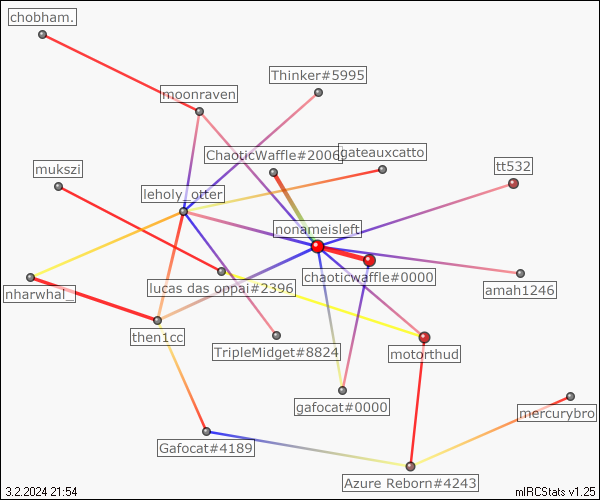 chobham.
Thinker#5995
moonraven
ChaoticWaffle#2006
gateauxcatto
mukszi
tt532
leholy_otter
nonameisleft
chaoticwaffle#0000
lucas das oppai#2396
amah1246
nharwhal_
then1cc
TripleMidget#8824
motorthud
gafocat#0000
mercurybro
Gafocat#4189
Azure Reborn#4243
3.2.2024 21:54
mIRCStats v1.25